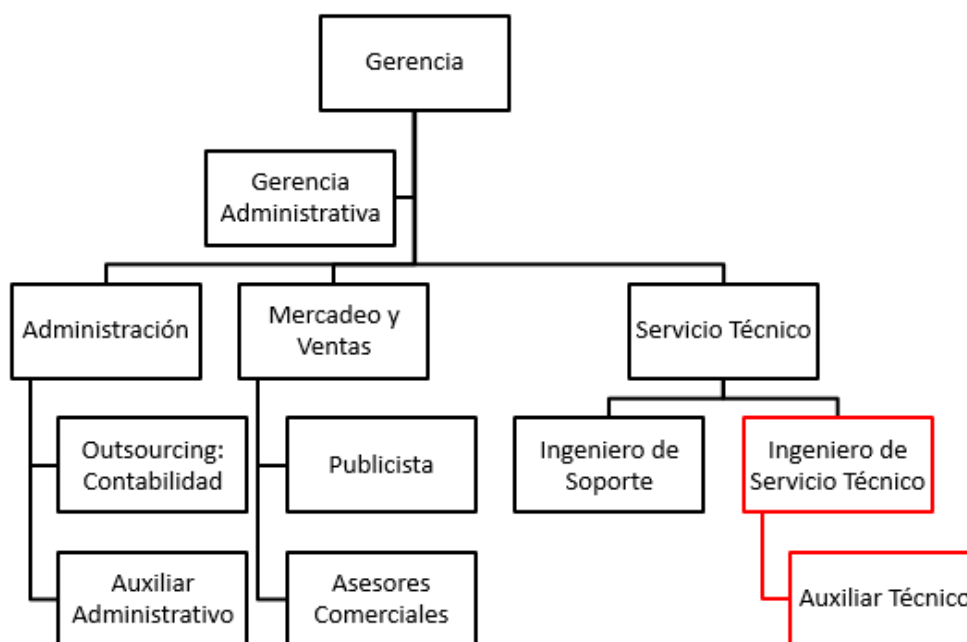 Gerencia
Gerencia
Administrativa
Administración
Mercadeo y
Ventas
Servicio Técnico
Outsourcing:
Contabilidad
Publicista
Ingeniero de
Soporte
Ingeniero de
Servicio Técnico
Auxiliar
Administrativo
Asesores
Comerciales
Auxiliar Técnico